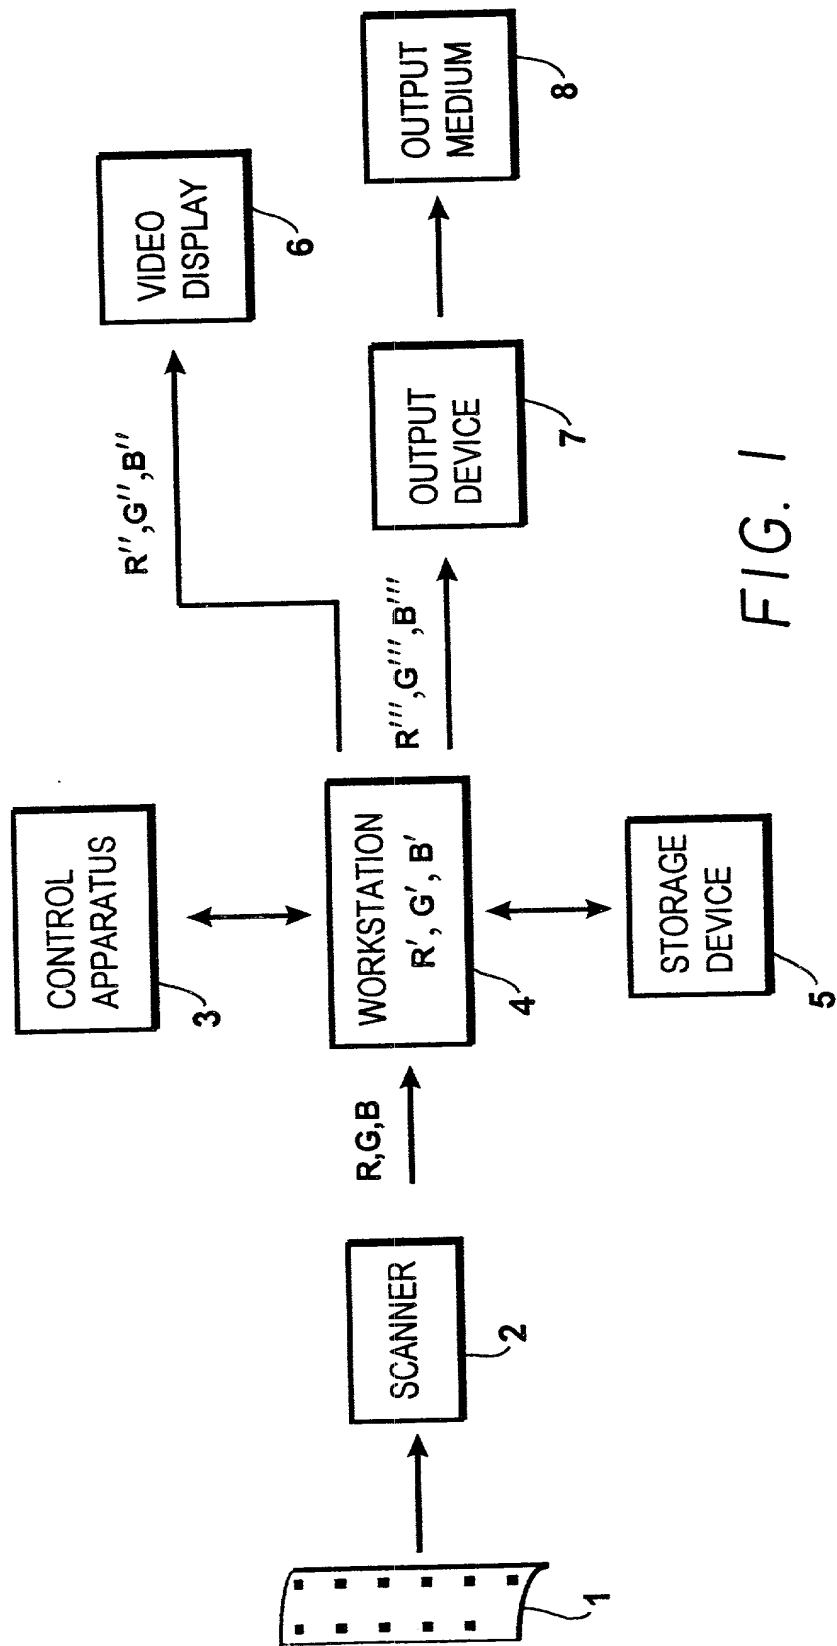 1
SCANNER
2
R,G,B
CONTROL
APPARATUS
3
WORKSTATION
R', G', B'
4
STORAGE
DEVICE
5
R'',G'',B''
VIDEO
DISPLAY
6
R''',G''',B'''
OUTPUT
DEVICE
7
OUTPUT
MEDIUM
8
FIG. 1